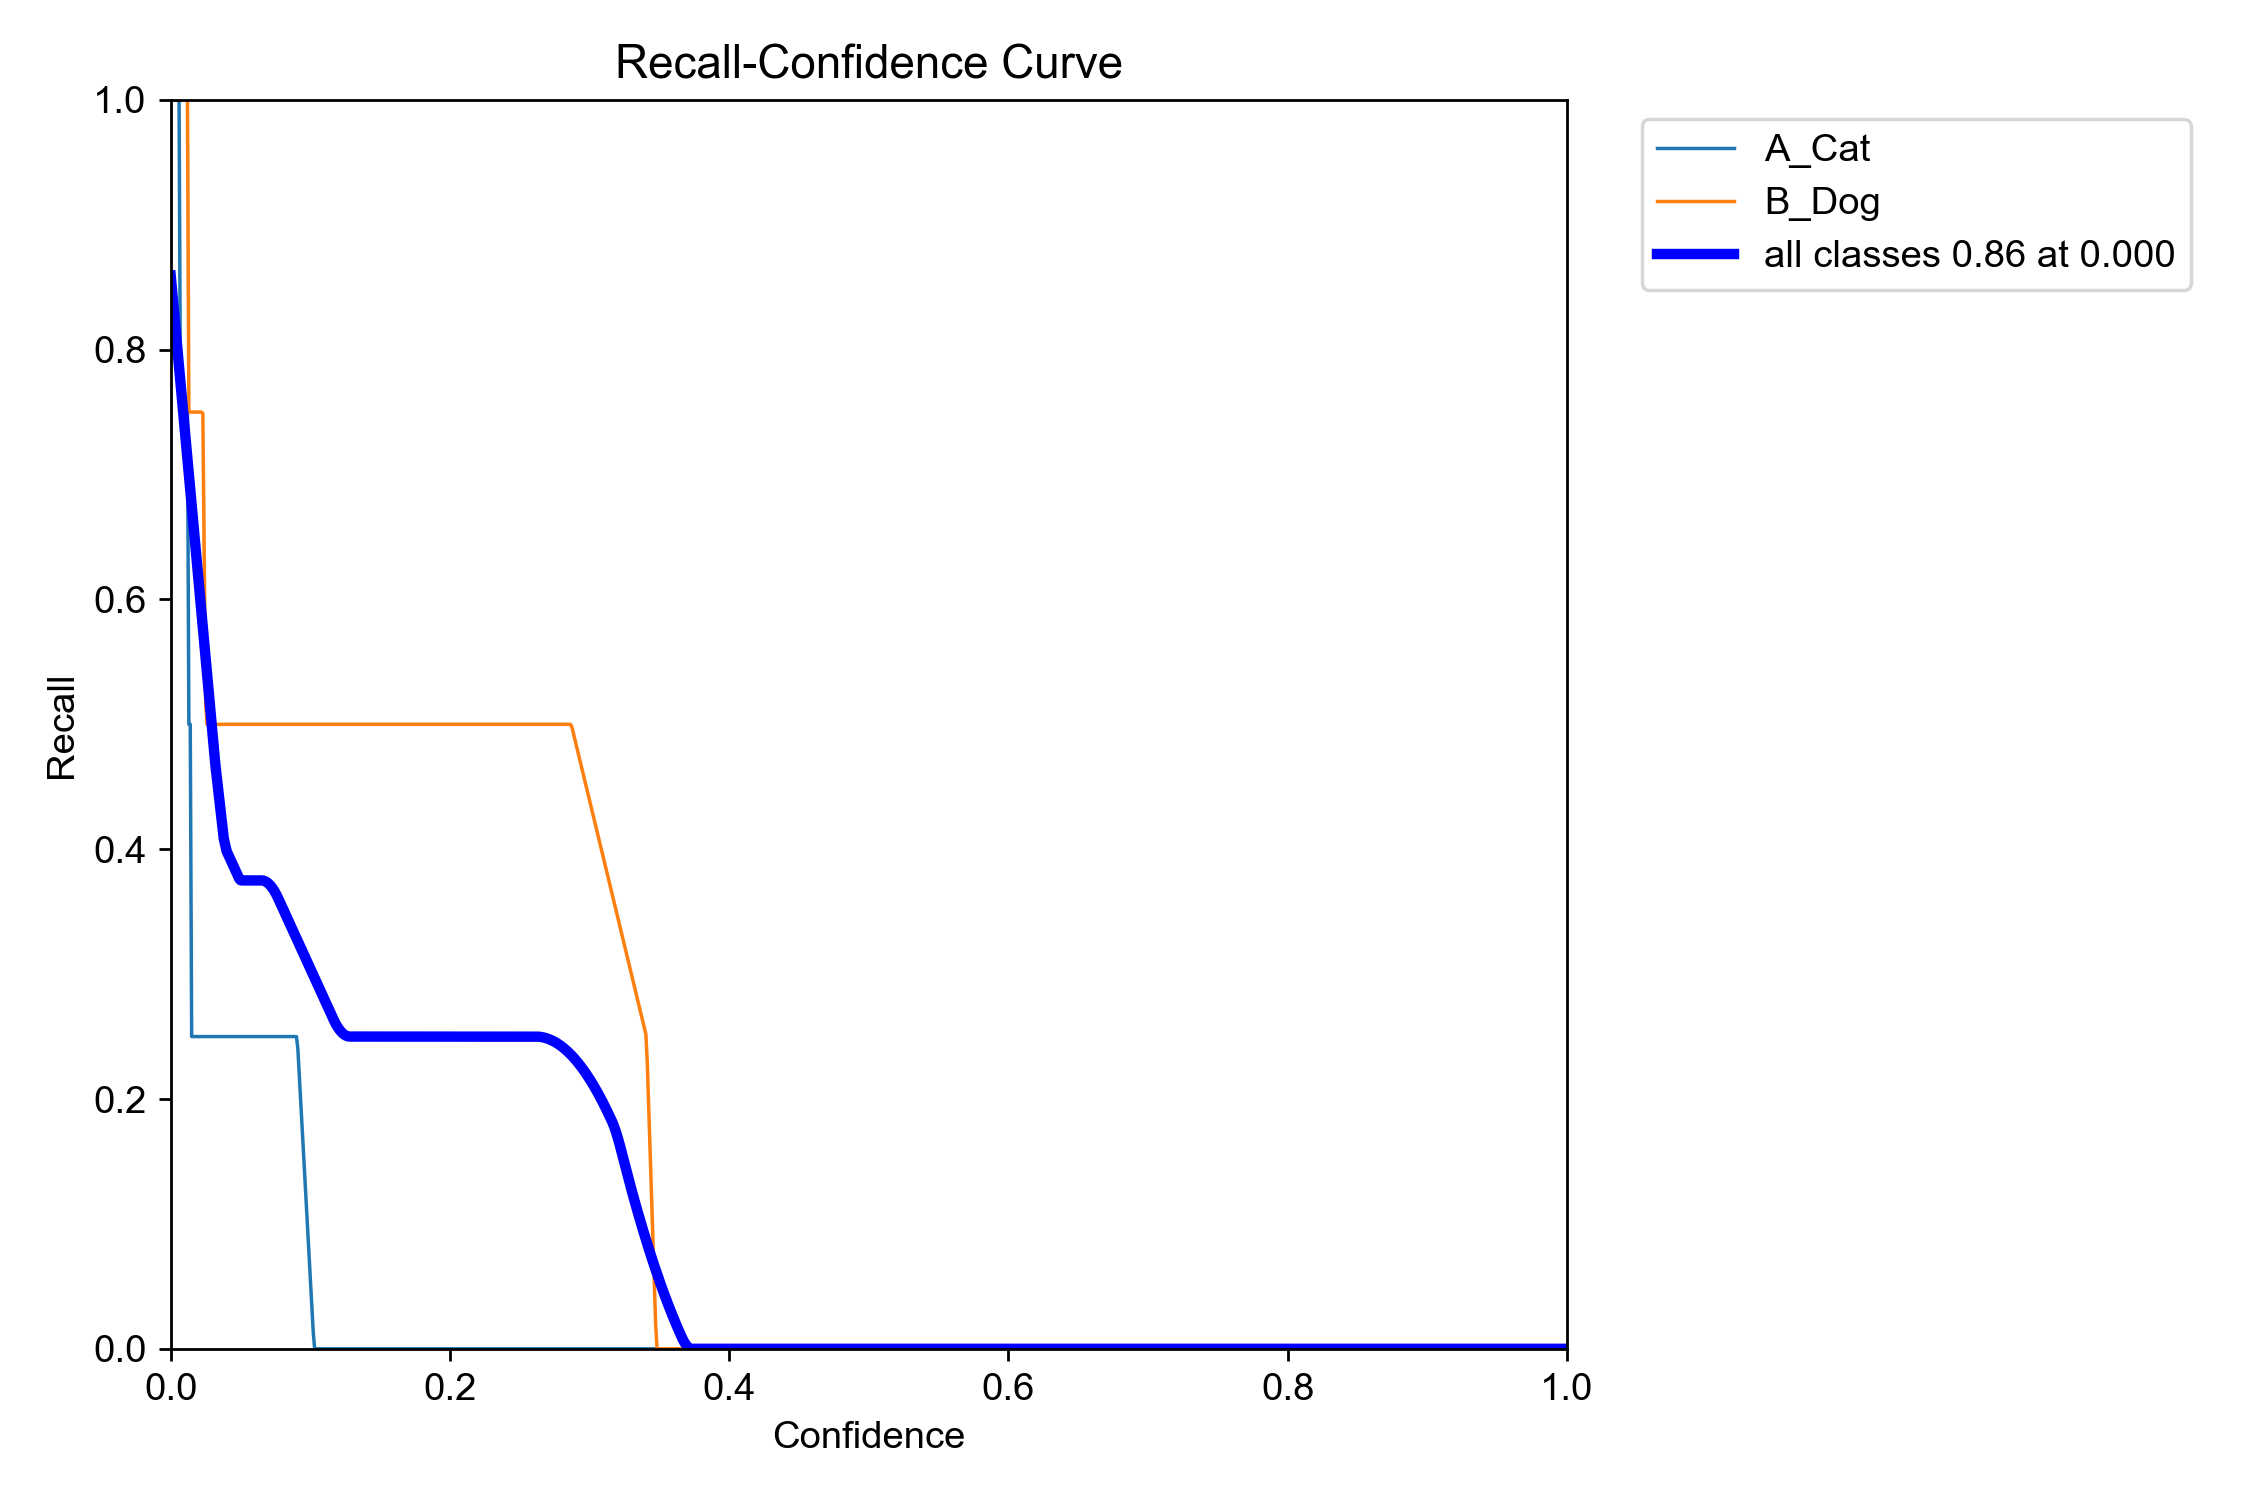 Recall-Confidence Curve
1.0
0.8
0.6
0.4
0.2
0.0
Recall
0.0 0.2 0.4 0.6 0.8 1.0
Confidence
A_Cat
B_Dog
all classes 0.86 at 0.000